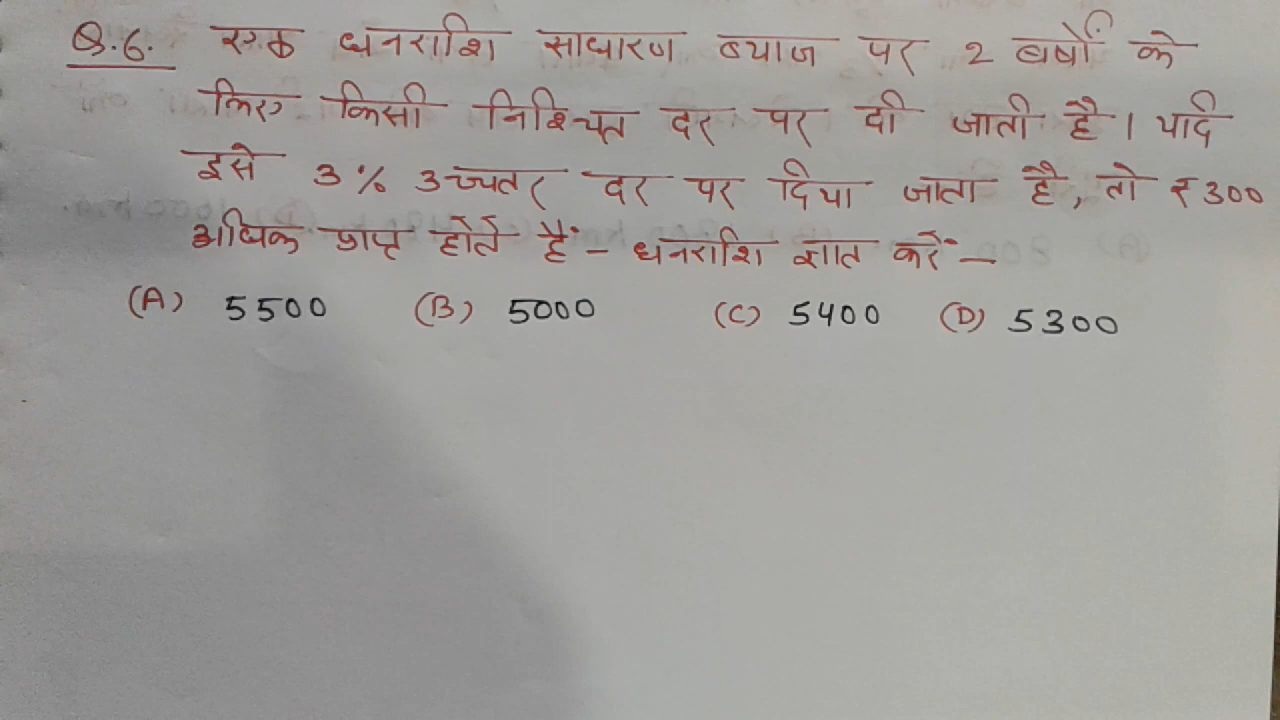 Q.6. एक धनराशि साधारण ब्याज पर 2 बर्षों के
लिए किसी निश्चित दर पर दी जाती है । यदि
इसे 3% उच्चतर दर पर दिया जाता है, तो ₹300
अधिक प्राप्त होते हैं - धनराशि ज्ञात करें -
(A) 5500 (B) 5000 (C) 5400 (D) 5300